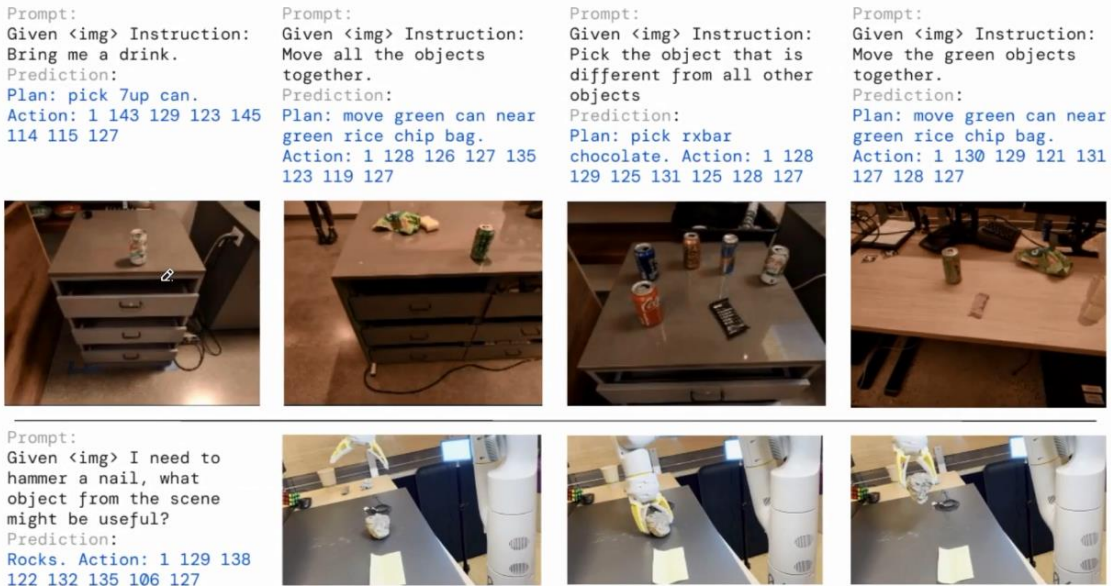 Prompt:
Given <img> Instruction:
Bring me a drink.
Prediction:
Plan: pick 7up can.
Action: 1 143 129 123 145
114 115 127
Prompt:
Given <img> Instruction:
Move all the objects
together.
Prediction:
Plan: move green can near
green rice chip bag.
Action: 1 128 126 127 135
123 119 127
Prompt:
Given <img> Instruction:
Pick the object that is
different from all other
objects
Prediction:
Plan: pick rxbar
chocolate. Action: 1 128
129 125 131 125 128 127
Prompt:
Given <img> Instruction:
Move the green objects
together.
Prediction:
Plan: move green can near
green rice chip bag.
Action: 1 130 129 121 131
127 128 127
Prompt:
Given <img> I need to
hammer a nail, what
object from the scene
might be useful?
Prediction:
Rocks. Action: 1 129 138
122 132 135 106 127